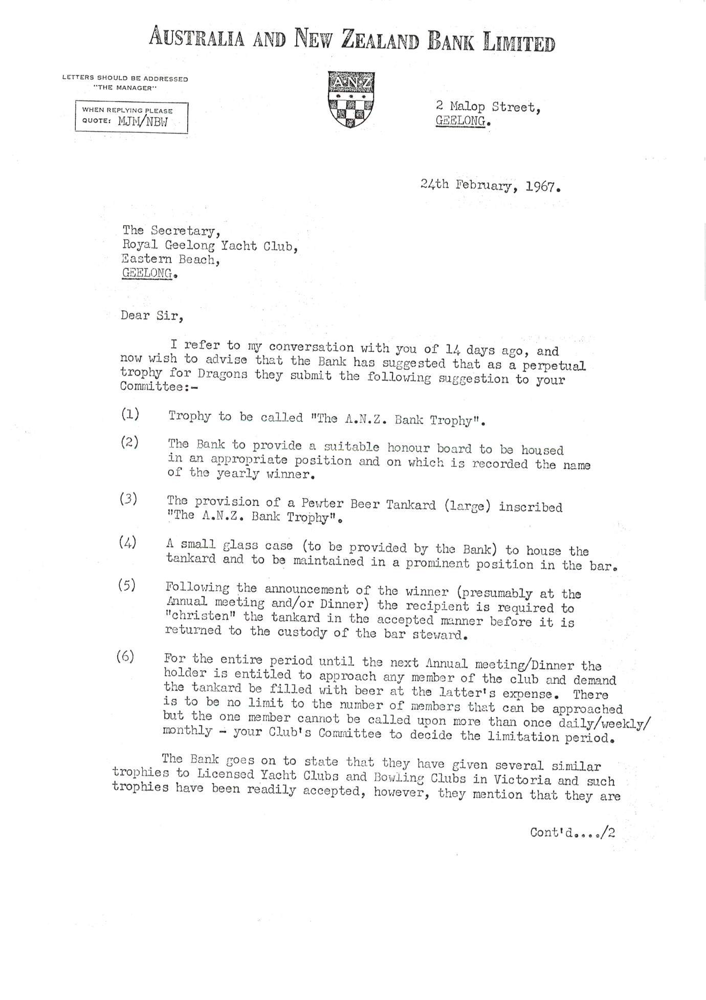 AUSTRALIA AND NEW ZEALAND BANK LIMITED
LETTERS SHOULD BE ADDRESSED
"THE MANAGER"
WHEN REPLYING PLEASE
QUOTE: MJM/NBW
A·N·Z
2 Malop Street,
GEELONG.
24th February, 1967.
The Secretary,
Royal Geelong Yacht Club,
Eastern Beach,
GEELONG.
Dear Sir,
I refer to my conversation with you of 14 days ago, and
now wish to advise that the Bank has suggested that as a perpetual
trophy for Dragons they submit the following suggestion to your
Committee:-
(1) Trophy to be called "The A.N.Z. Bank Trophy".
(2) The Bank to provide a suitable honour board to be housed
in an appropriate position and on which is recorded the name
of the yearly winner.
(3) The provision of a Pewter Beer Tankard (large) inscribed
"The A.N.Z. Bank Trophy".
(4) A small glass case (to be provided by the Bank) to house the
tankard and to be maintained in a prominent position in the bar.
(5) Following the announcement of the winner (presumably at the
Annual meeting and/or Dinner) the recipient is required to
"christen" the tankard in the accepted manner before it is
returned to the custody of the bar steward.
(6) For the entire period until the next Annual meeting/Dinner the
holder is entitled to approach any member of the club and demand
the tankard be filled with beer at the latter's expense. There
is to be no limit to the number of members that can be approached
but the one member cannot be called upon more than once daily/weekly/
monthly - your Club's Committee to decide the limitation period.
The Bank goes on to state that they have given several similar
trophies to Licensed Yacht Clubs and Bowling Clubs in Victoria and such
trophies have been readily accepted, however, they mention that they are
Cont'd..../2